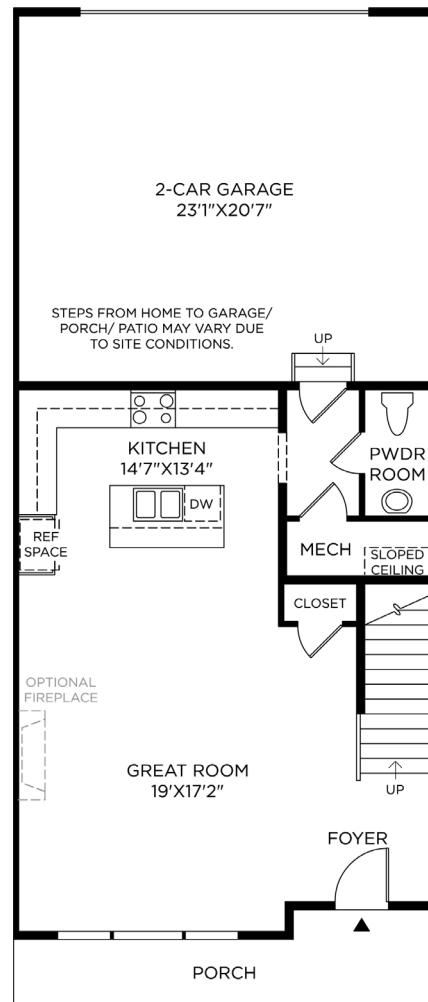 2-CAR GARAGE
23'1"X20'7"
STEPS FROM HOME TO GARAGE/
PORCH/ PATIO MAY VARY DUE
TO SITE CONDITIONS.
UP
KITCHEN
14'7"X13'4"
PWDR
ROOM
DW
REF
SPACE
MECH
SLOPED
CEILING
CLOSET
OPTIONAL
FIREPLACE
GREAT ROOM
19'X17'2"
UP
FOYER
PORCH